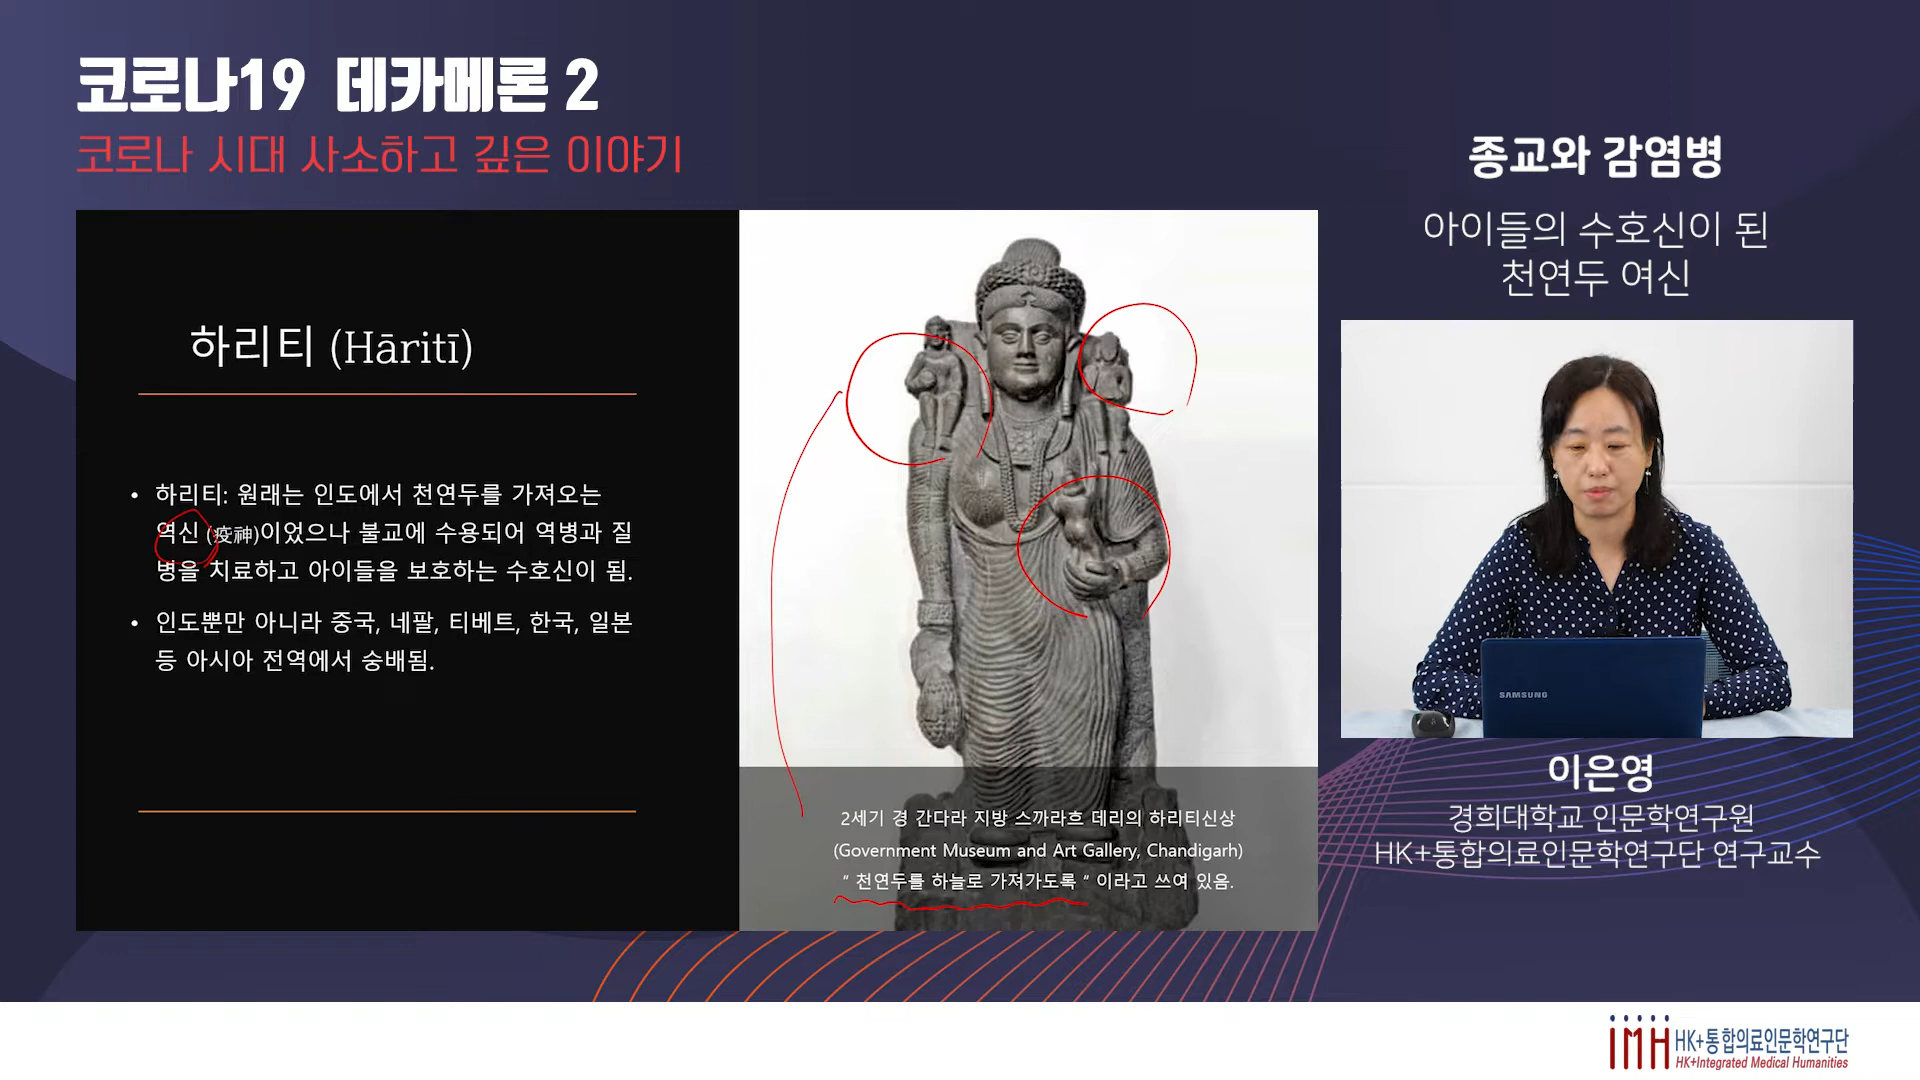 코로나19 데카메론 2
코로나 시대 사소하고 깊은 이야기
하리티 (Hāritī)
• 하리티: 원래는 인도에서 천연두를 가져오는
역신 (疫神)이었으나 불교에 수용되어 역병과 질
병을 치료하고 아이들을 보호하는 수호신이 됨.
• 인도뿐만 아니라 중국, 네팔, 티베트, 한국, 일본
등 아시아 전역에서 숭배됨.
2세기 경 간다라 지방 스까라흐 데리의 하리티신상
(Government Museum and Art Gallery, Chandigarh)
“ 천연두를 하늘로 가져가도록 “ 이라고 쓰여 있음.
종교와 감염병
아이들의 수호신이 된
천연두 여신
SAMSUNG
이은영
경희대학교 인문학연구원
HK+통합의료인문학연구단 연구교수
IMH HK+통합의료인문학연구단
HK+Integrated Medical Humanities